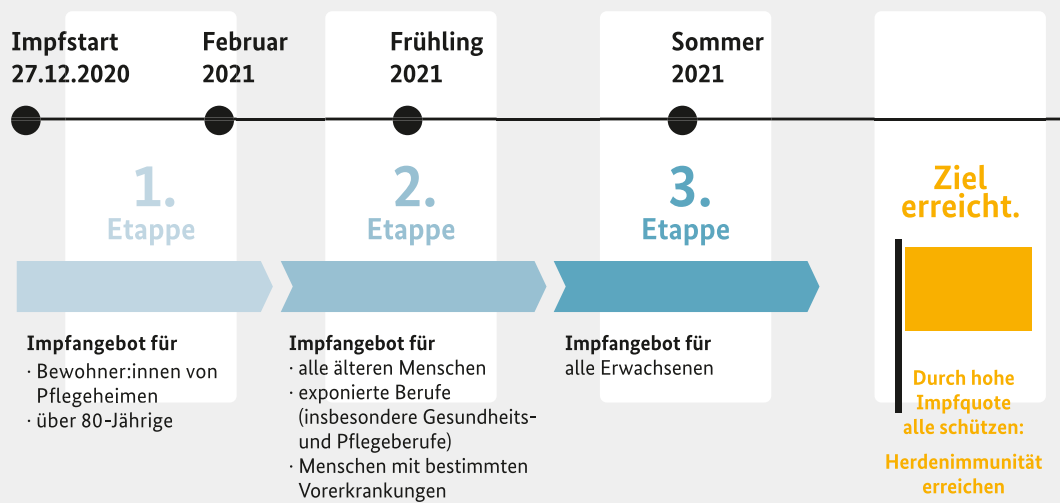 Impfstart
27.12.2020
Februar
2021
Frühling
2021
Sommer
2021
1.
Etappe
2.
Etappe
3.
Etappe
Ziel
erreicht.
Impfangebot für
· Bewohner:innen von
Pflegeheimen
· über 80-Jährige
Impfangebot für
· alle älteren Menschen
· exponierte Berufe
(insbesondere Gesundheits-
und Pflegeberufe)
· Menschen mit bestimmten
Vorerkrankungen
Impfangebot für
alle Erwachsenen
Durch hohe
Impfquote
alle schützen:
Herdenimmunität
erreichen